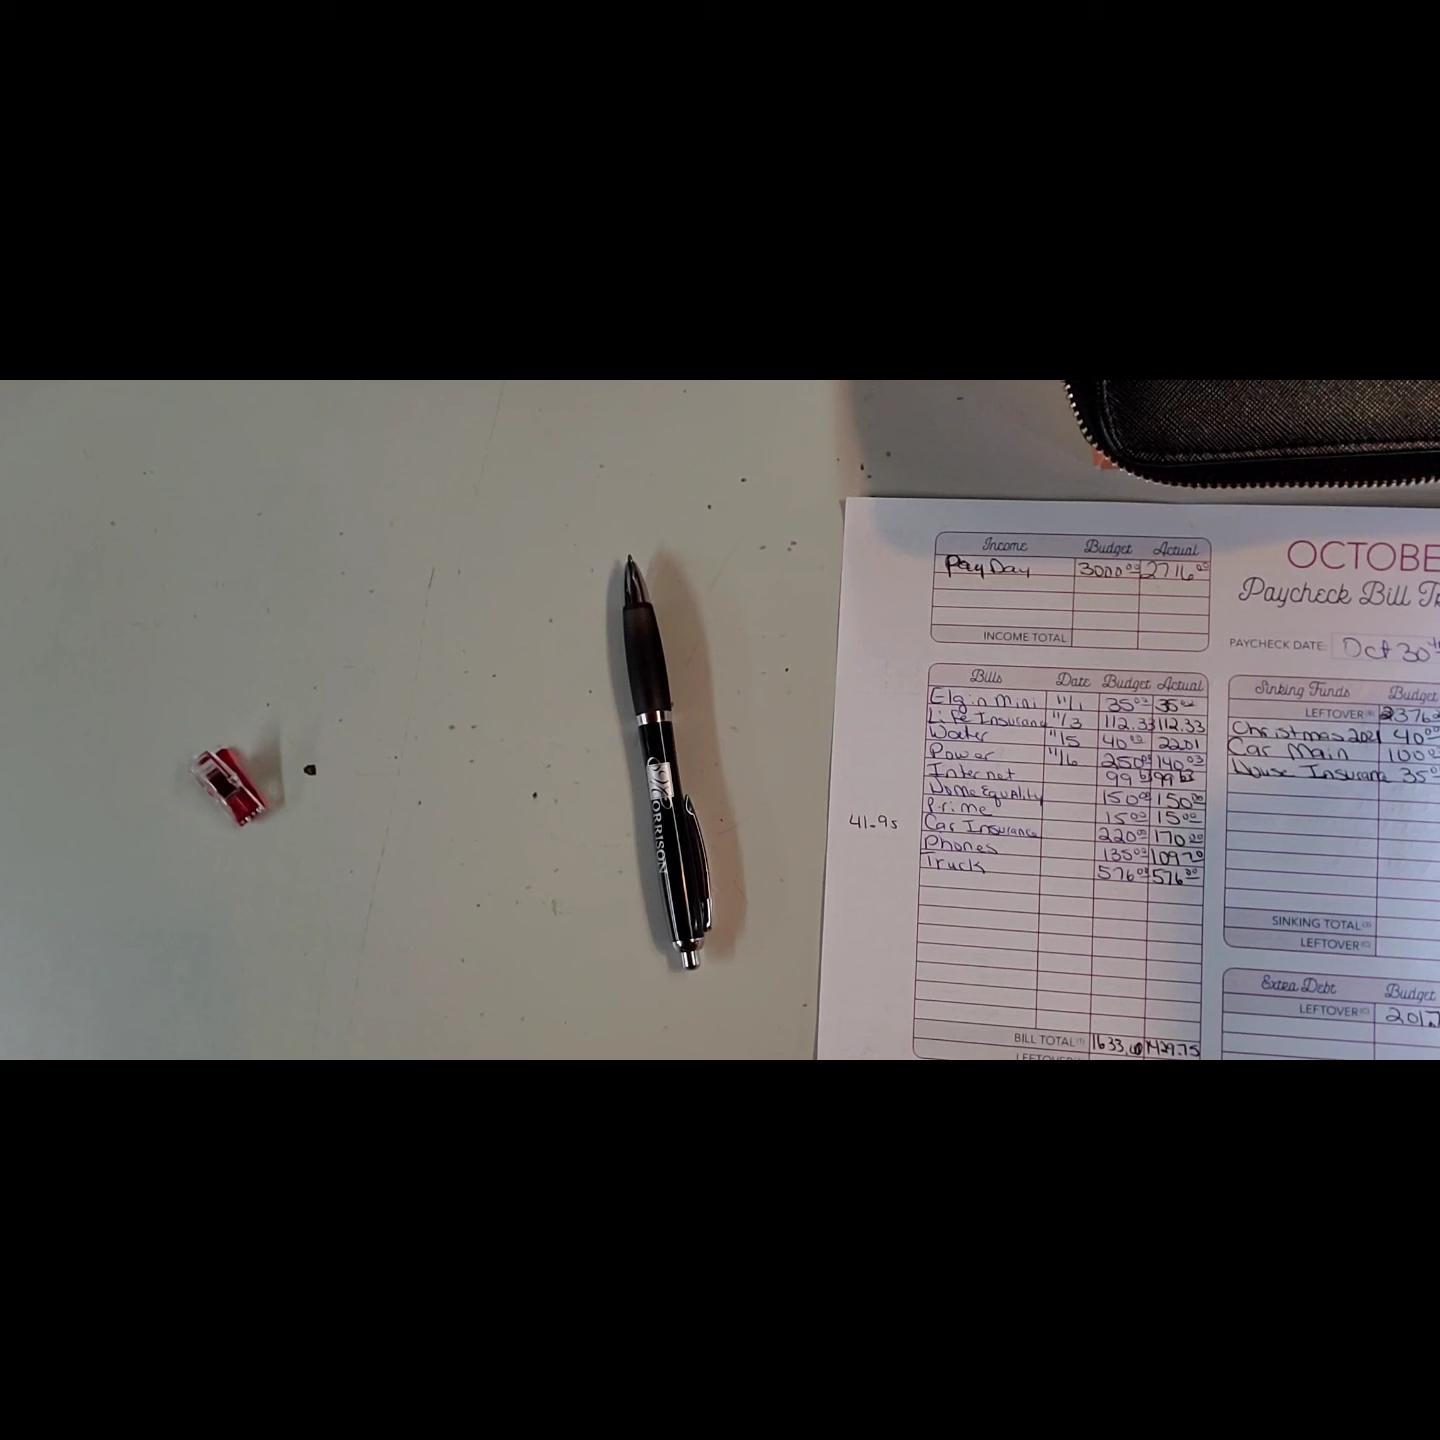 Income Budget Actual
Pay Day 3000.00 2716.00
INCOME TOTAL
OCTOBE
Paycheck Bill Tr
PAYCHECK DATE: Oct 30th
Bills Date Budget Actual
Elgin Mini 11/1 35.00 35.00
Life Insurance 11/3 112.33 112.33
Water 11/5 40.00 22.01
Power 11/6 250.00 140.03
Internet 99.63 99.63
Home Equality 150.00 150.00
Prime 15.00 15.00
Car Insurance 220.00 170.00
Phones 135.00 109.70
Truck 576.00 576.00
BILL TOTAL 1633.00 1429.75
41-95
Sinking Funds Budget
LEFTOVER 2376
Christmas 2021 40.00
Car Main 100.00
House Insurance 35.00
SINKING TOTAL
LEFTOVER
Extra Debt Budget
LEFTOVER 201.7
MORRISON